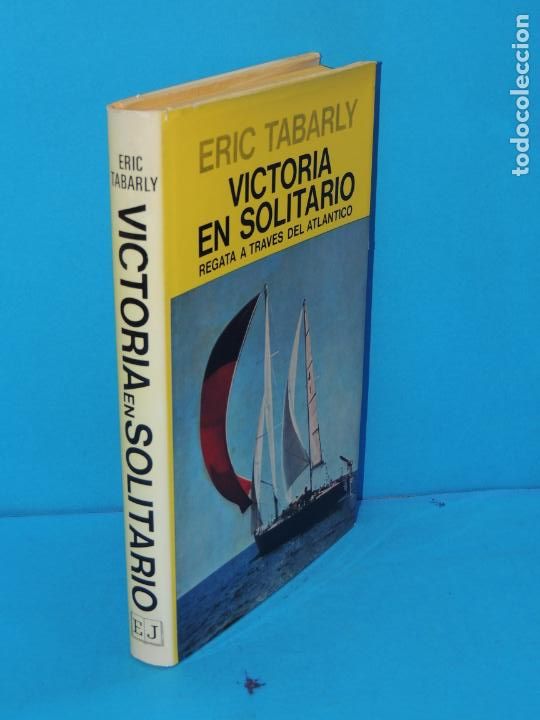 ERIC TABARLY
VICTORIA
EN SOLITARIO
REGATA A TRAVES DEL ATLANTICO
ERIC
TABARLY
VICTORIA EN SOLITARIO
EJ
todocoleccion